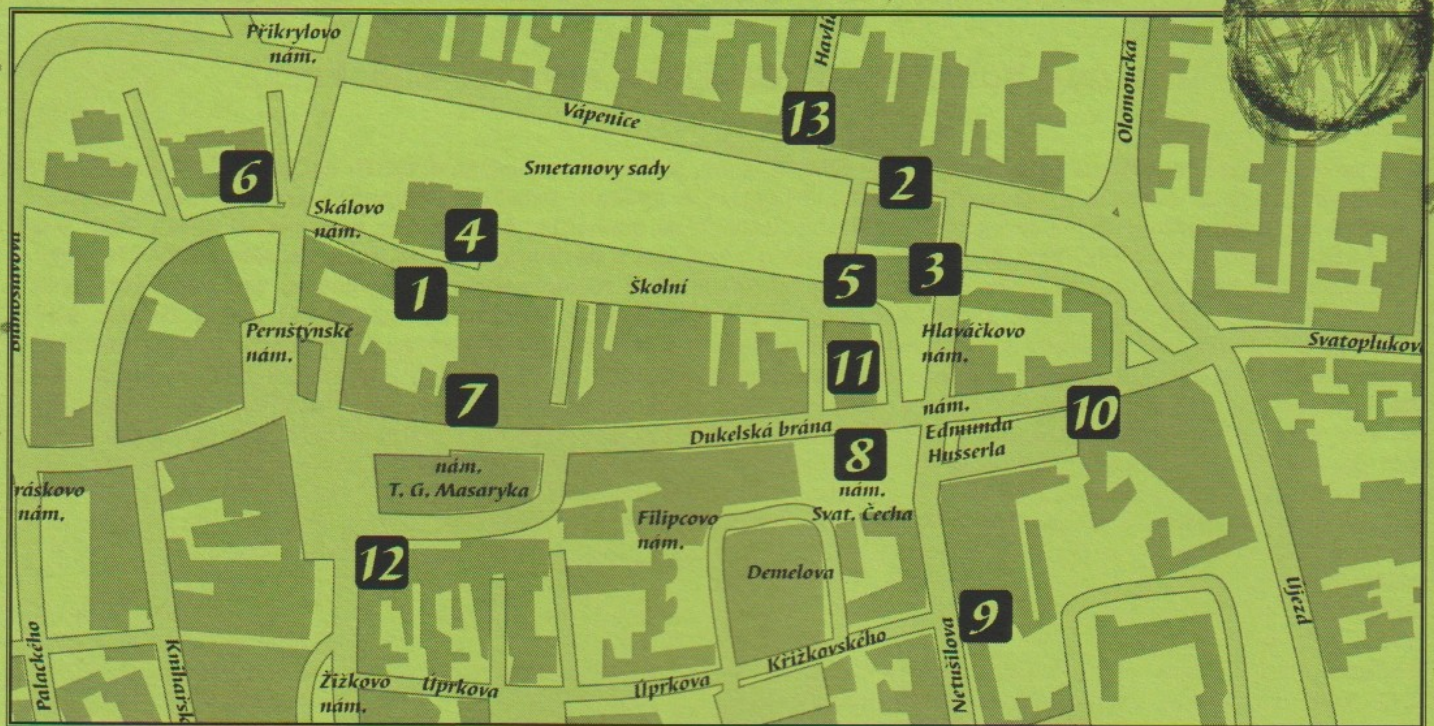 Přikrylovo
nám.
Olomoucká
Vápenice
13
Smetanovy sady
6
2
Skálovo
nám.
4
1
Školní
5
3
Pernštýnské
nám.
Hlaváčkovo
nám.
11
7
10
nám.
Edmunda
Husserla
Dukelská brána
8
nám.
T. G. Masaryka
nám.
Svat. Čecha
Filipcovo
nám.
12
Demelova
9
Újezd
Palackého
Křížkovského
Netušilova
Žižkovo
nám.
Úprkova
Úprkova
nám.